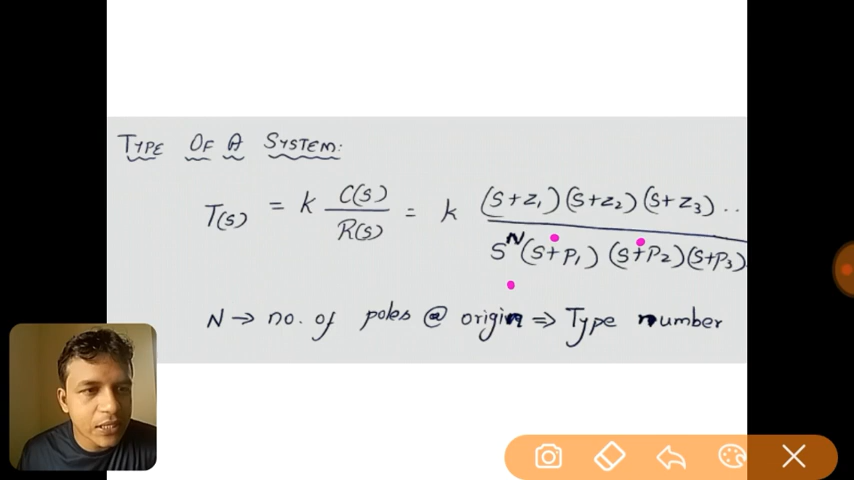 TYPE OF A SYSTEM:
T(s) = k C(s) / R(s) = k (s+z₁)(s+z₂)(s+z₃).. / s^N(s+p₁)(s+p₂)(s+p₃)
N → no. of poles @ origin ⇒ Type number